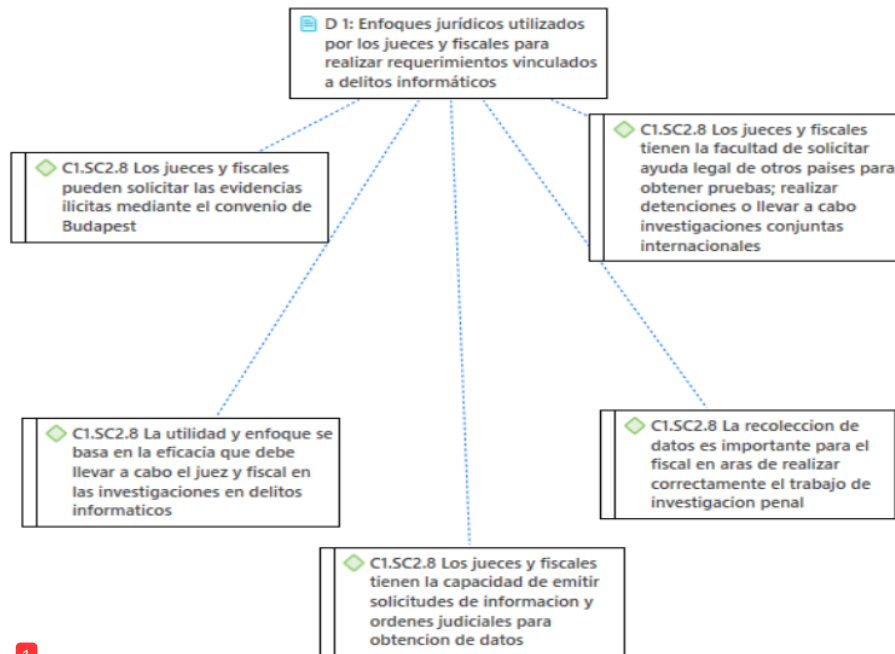 D 1: Enfoques jurídicos utilizados
por los jueces y fiscales para
realizar requerimientos vinculados
a delitos informáticos
C1.SC2.8 Los jueces y fiscales
pueden solicitar las evidencias
ilicitas mediante el convenio de
Budapest
C1.SC2.8 Los jueces y fiscales
tienen la facultad de solicitar
ayuda legal de otros paises para
obtener pruebas; realizar
detenciones o llevar a cabo
investigaciones conjuntas
internacionales
C1.SC2.8 La utilidad y enfoque se
basa en la eficacia que debe
llevar a cabo el juez y fiscal en
las investigaciones en delitos
informaticos
C1.SC2.8 La recoleccion de
datos es importante para el
fiscal en aras de realizar
correctamente el trabajo de
investigacion penal
C1.SC2.8 Los jueces y fiscales
tienen la capacidad de emitir
solicitudes de informacion y
ordenes judiciales para
obtencion de datos
1